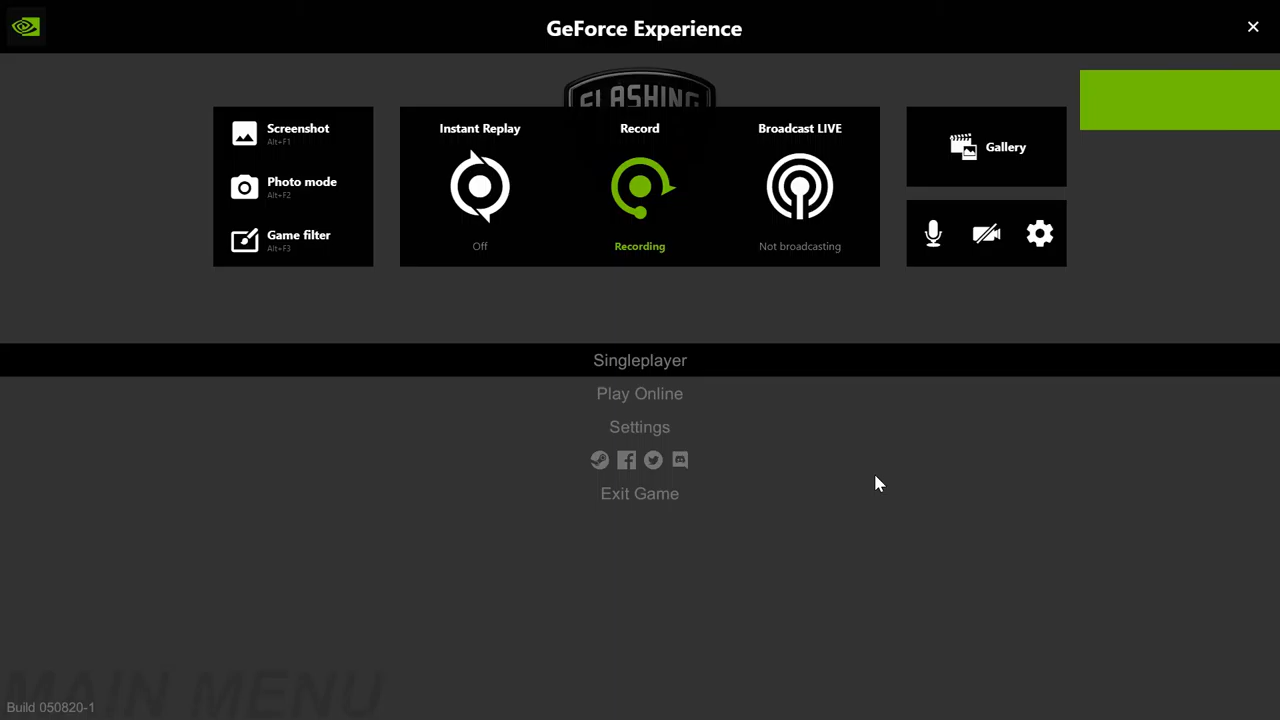 GeForce Experience
FLASHING
Screenshot
Alt+F1
Photo mode
Alt+F2
Game filter
Alt+F3
Instant Replay
Off
Record
Recording
Broadcast LIVE
Not broadcasting
Gallery
Singleplayer
Play Online
Settings
Exit Game
MAIN MENU
Build 050820-1